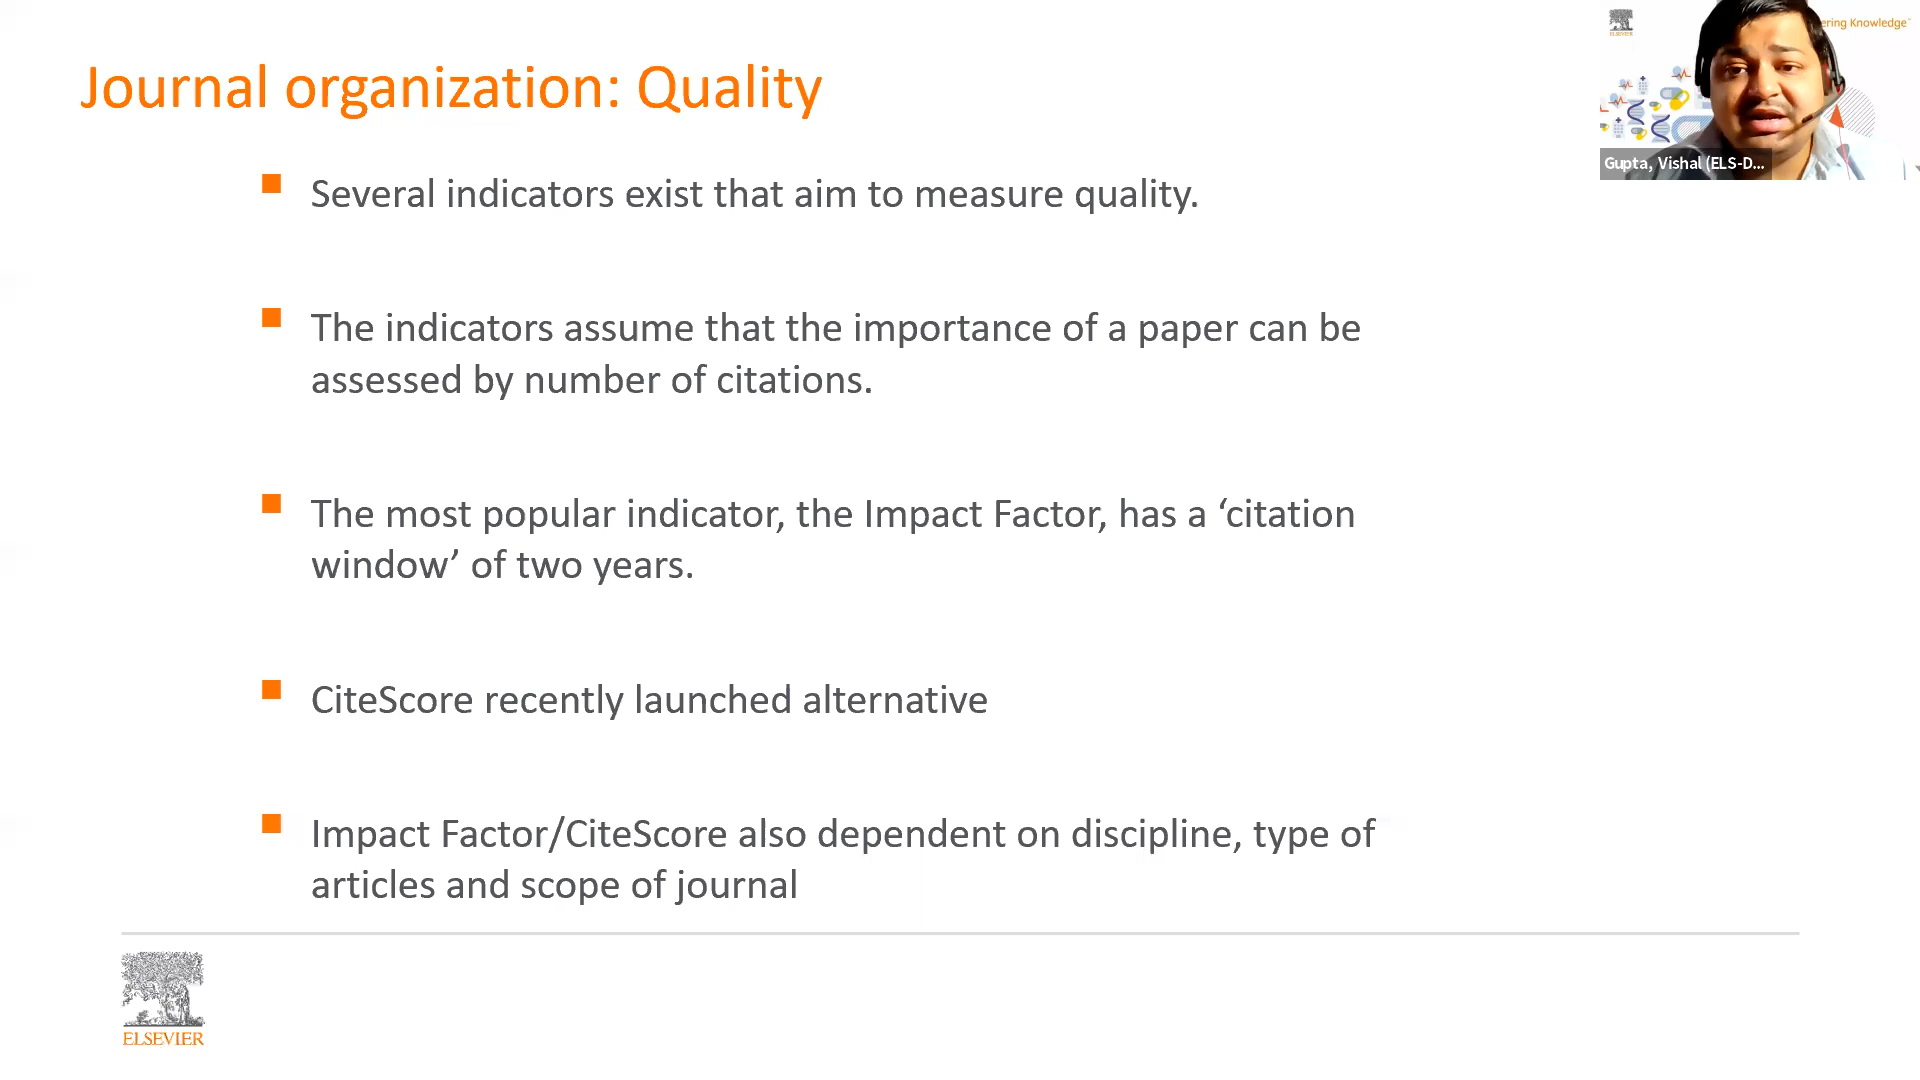 Journal organization: Quality
Several indicators exist that aim to measure quality.
The indicators assume that the importance of a paper can be
assessed by number of citations.
The most popular indicator, the Impact Factor, has a ‘citation
window’ of two years.
CiteScore recently launched alternative
Impact Factor/CiteScore also dependent on discipline, type of
articles and scope of journal
ELSEVIER
ELSEVIER
ering Knowledge™
Gupta, Vishal (ELS-D...